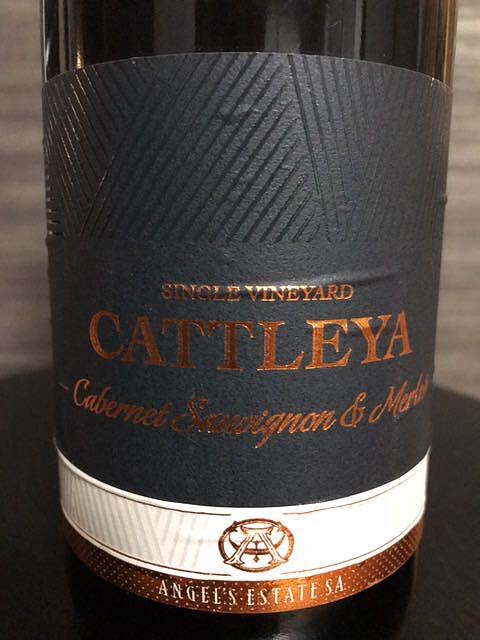 SINGLE VINEYARD
CATTLEYA
Cabernet Sauvignon & Merlot
ANGEL'S ESTATE SA